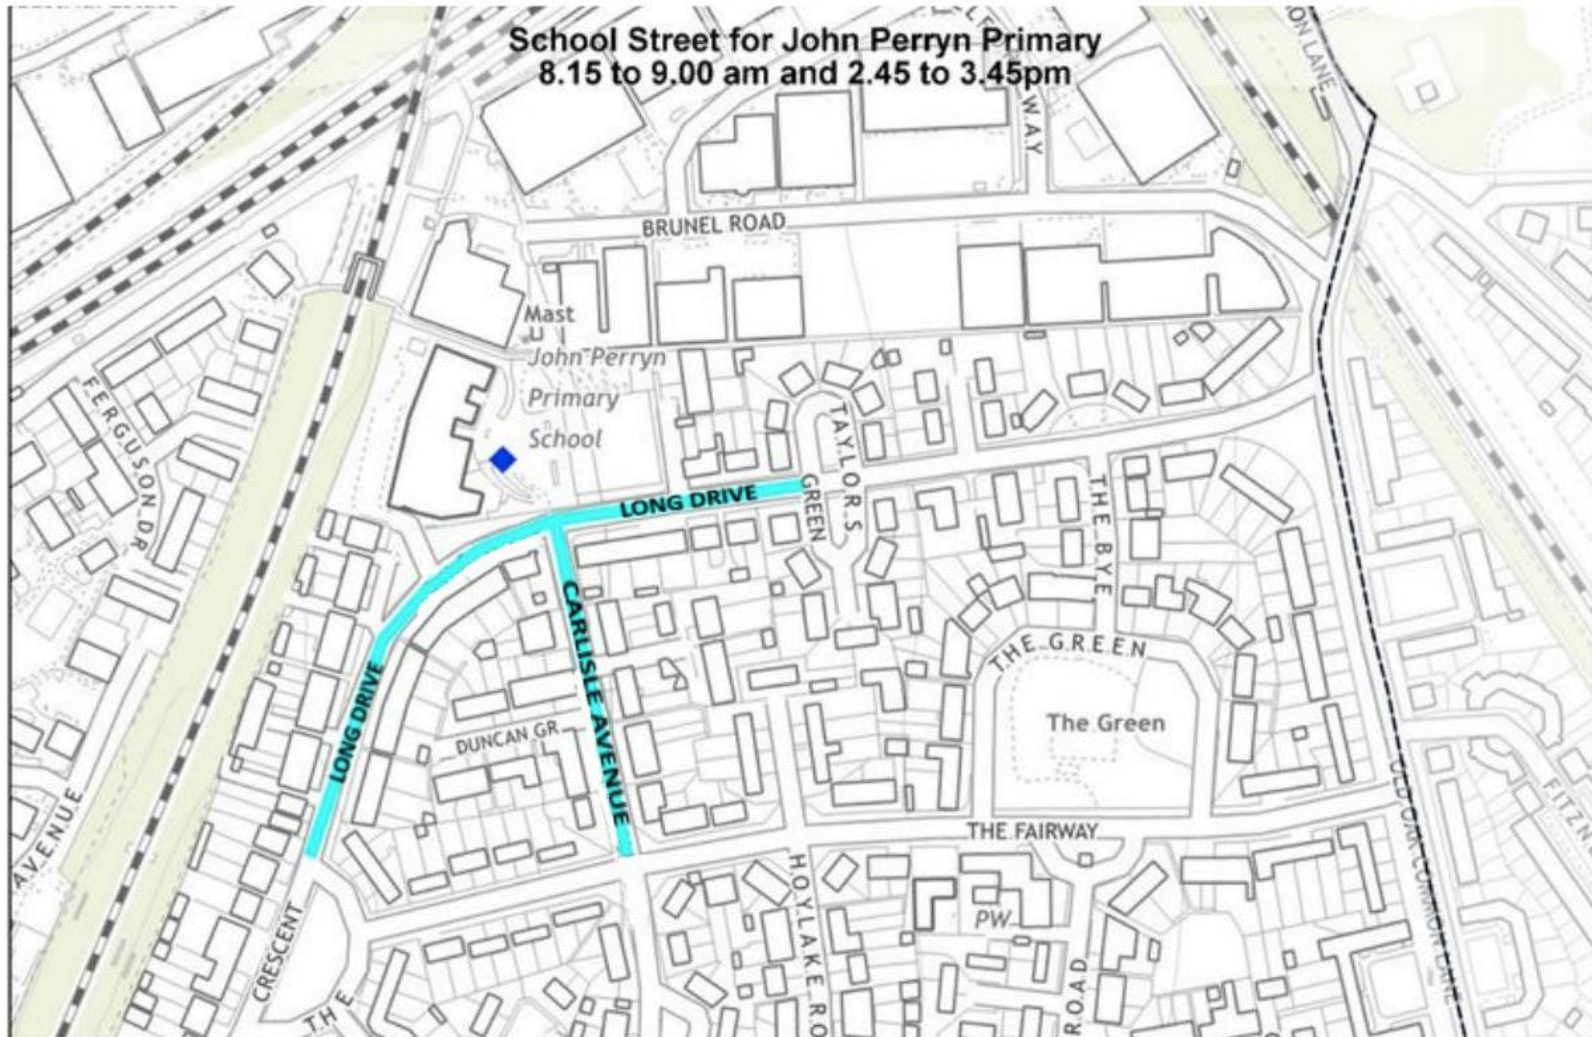 School Street for John Perryn Primary
8.15 to 9.00 am and 2.45 to 3.45pm
WAY
BRUNEL ROAD
Mast
John Perryn
Primary
School
FERGUSON DR
TAYLORS
GREEN
LONG DRIVE
THE BYE
CARLISLE AVENUE
THE GREEN
The Green
LONG DRIVE
DUNCAN GR
AVENUE
THE FAIRWAY
OLD OAK COMMON LANE
HOYLAKE RO
PW
CRESCENT
THE
ROAD